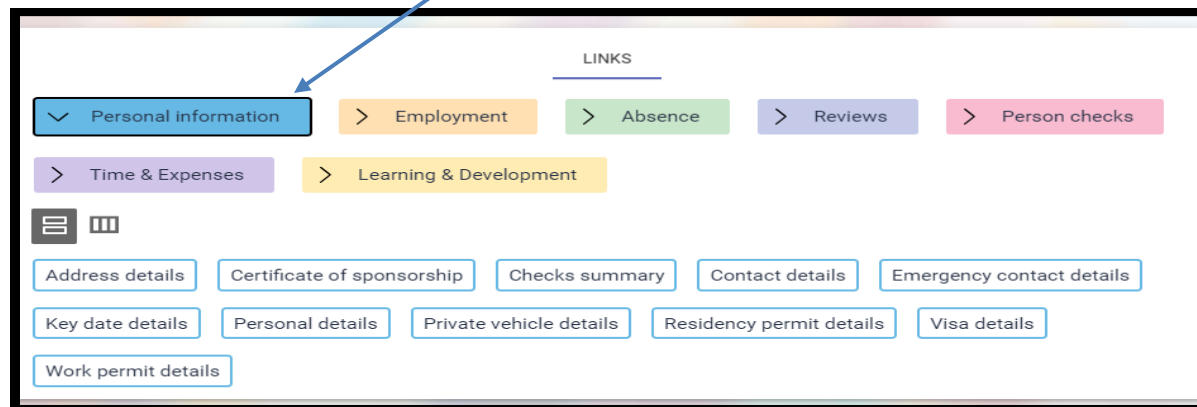 LINKS
Personal information Employment Absence Reviews Person checks
Time & Expenses Learning & Development
Address details Certificate of sponsorship Checks summary Contact details Emergency contact details
Key date details Personal details Private vehicle details Residency permit details Visa details
Work permit details